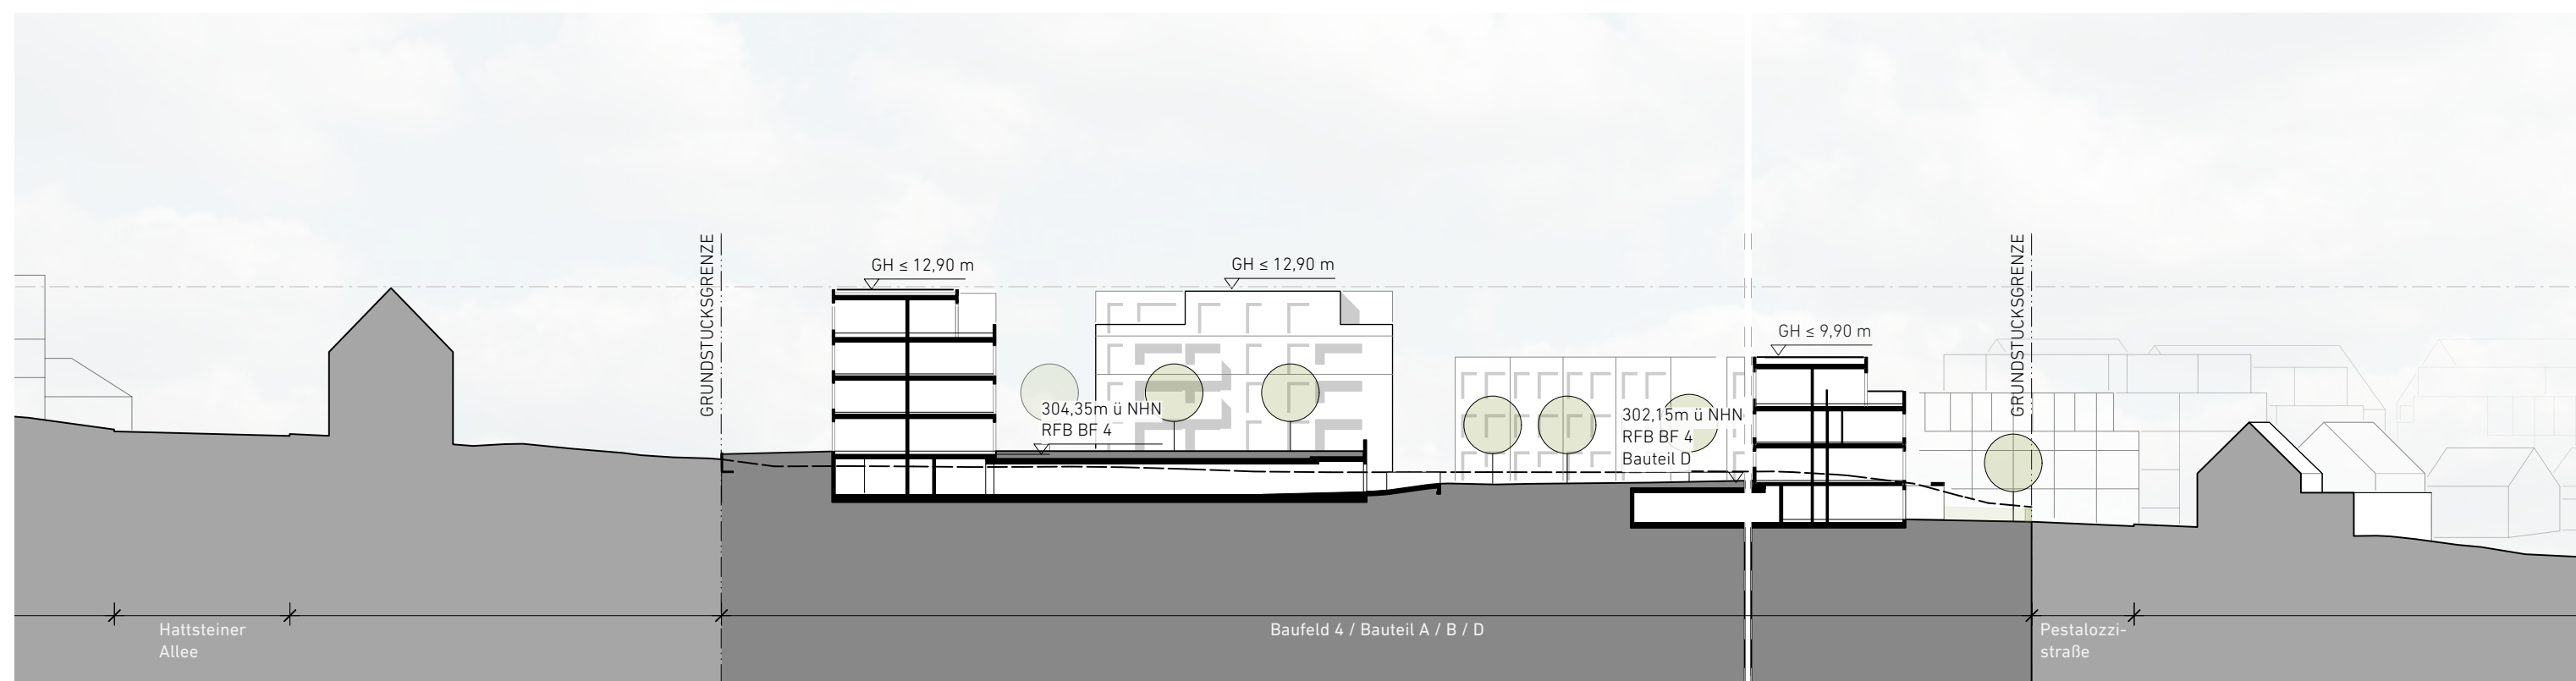 GRUNDSTÜCKSGRENZE
GH ≤ 12,90 m
GH ≤ 12,90 m
GH ≤ 9,90 m
GRUNDSTÜCKSGRENZE
304,35m ü NHN
RFB BF 4
302,15m ü NHN
RFB BF 4
Bauteil D
Hattsteiner
Allee
Baufeld 4 / Bauteil A / B / D
Pestalozzi-
straße